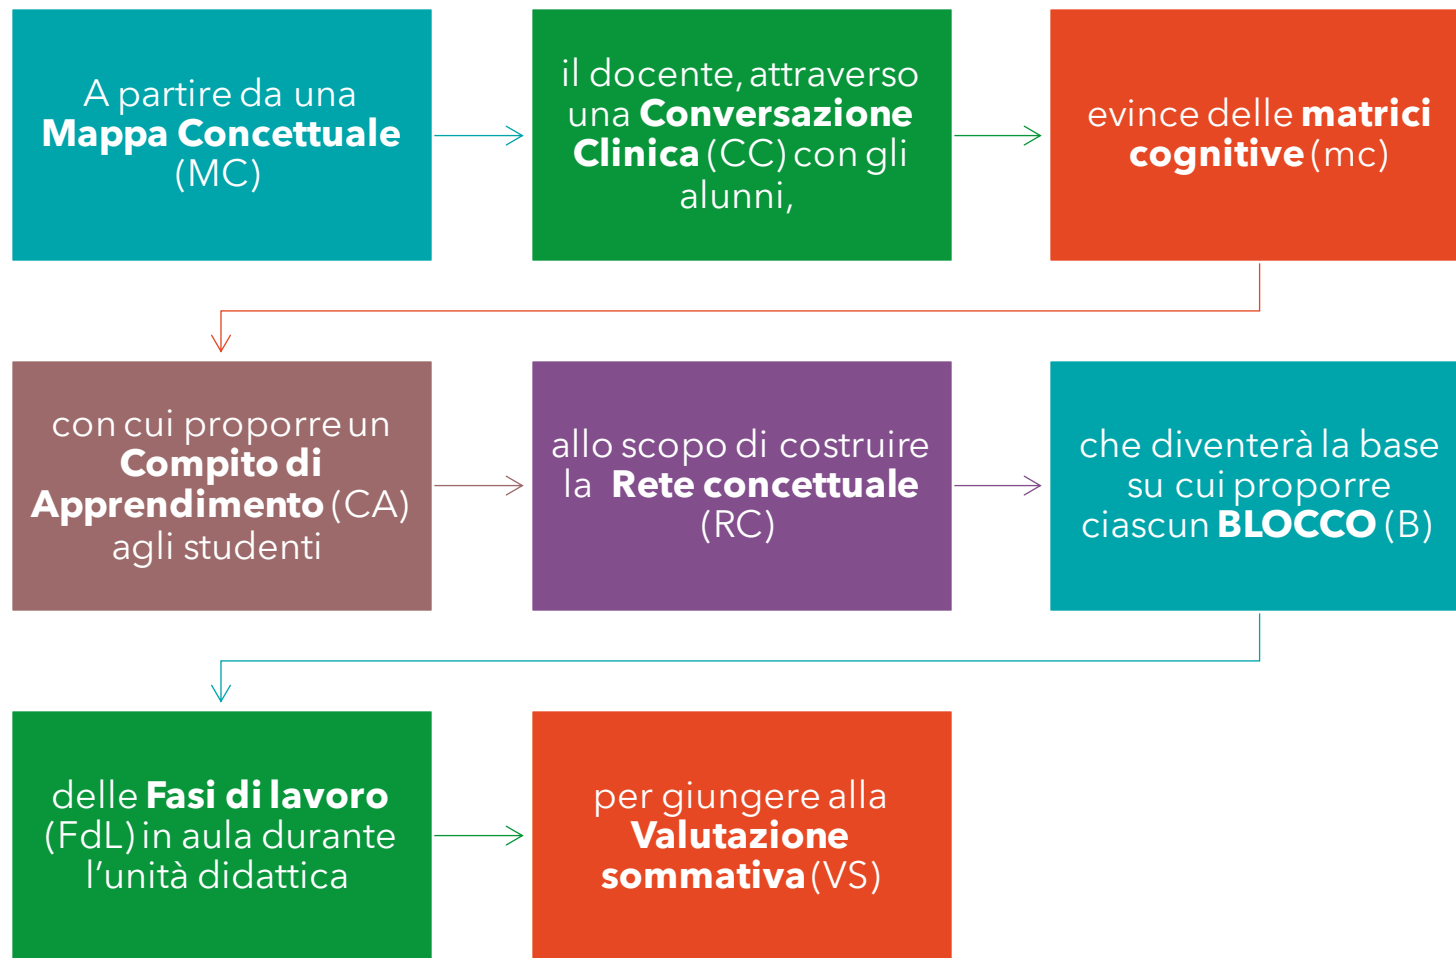 A partire da una
Mappa Concettuale
(MC)
il docente, attraverso
una Conversazione
Clinica (CC) con gli
alunni,
evince delle matrici
cognitive (mc)
con cui proporre un
Compito di
Apprendimento (CA)
agli studenti
allo scopo di costruire
la Rete concettuale
(RC)
che diventerà la base
su cui proporre
ciascun BLOCCO (B)
delle Fasi di lavoro
(FdL) in aula durante
l'unità didattica
per giungere alla
Valutazione
sommativa (VS)